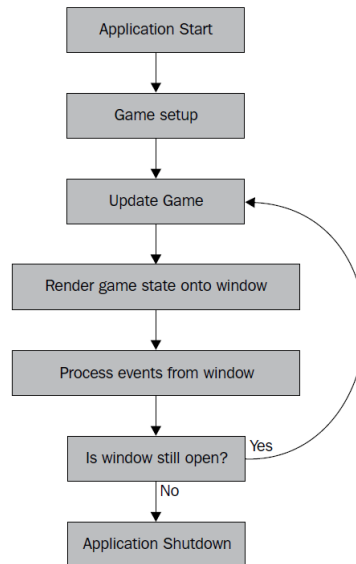 Application Start
Game setup
Update Game
Render game state onto window
Process events from window
Is window still open?
Yes
No
Application Shutdown